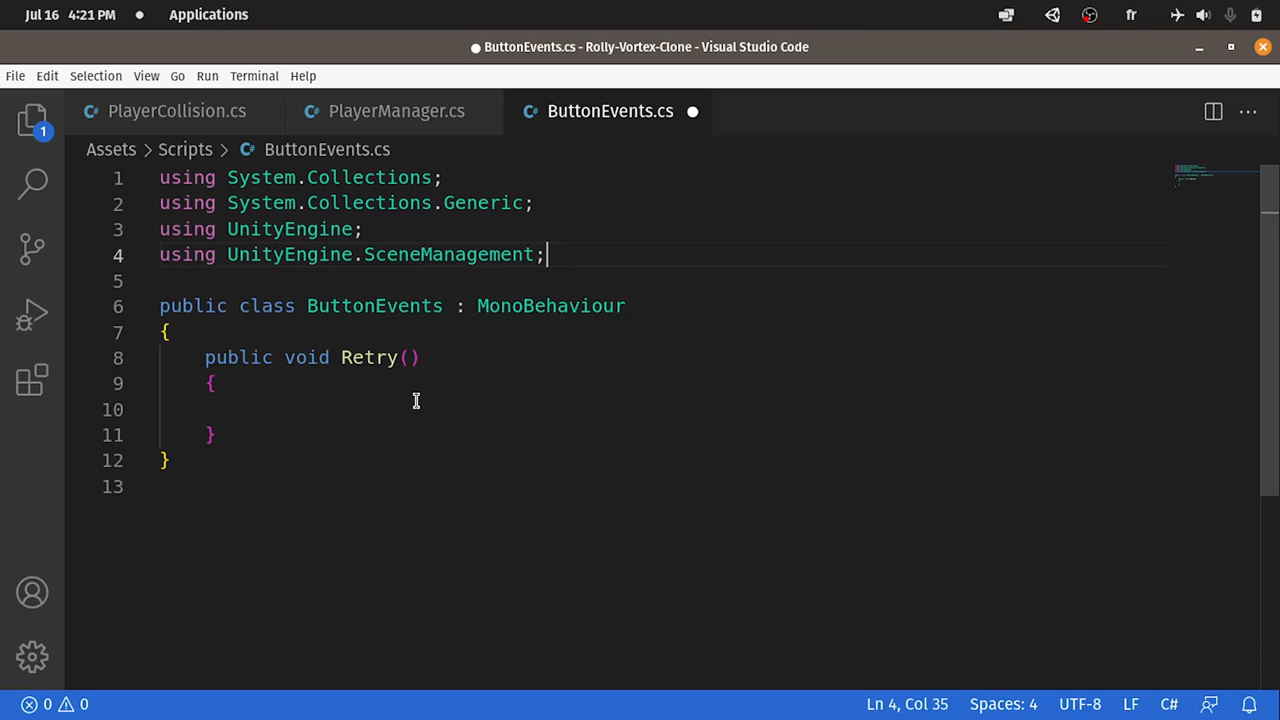 Jul 16 4:21 PM Applications fr
ButtonEvents.cs - Rolly-Vortex-Clone - Visual Studio Code
File Edit Selection View Go Run Terminal Help
PlayerCollision.cs PlayerManager.cs ButtonEvents.cs
Assets > Scripts > ButtonEvents.cs
1 using System.Collections;
2 using System.Collections.Generic;
3 using UnityEngine;
4 using UnityEngine.SceneManagement;
5
6 public class ButtonEvents : MonoBehaviour
7 {
8 public void Retry()
9 {
10
11 }
12 }
13
1
0 0 Ln 4, Col 35 Spaces: 4 UTF-8 LF C#